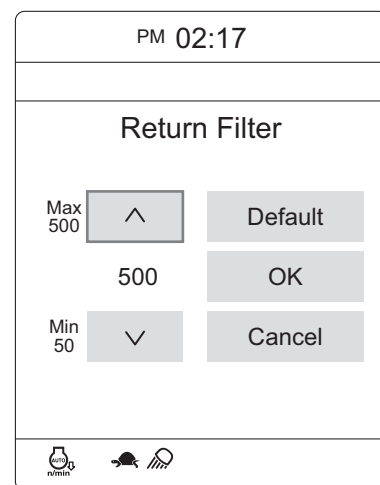 PM 02:17
Return Filter
Max
500
Default
500
OK
Min
50
Cancel
AUTO
n/min